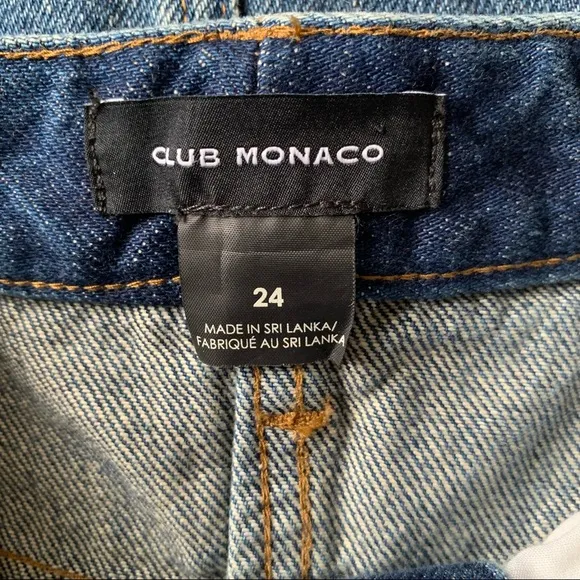 CLUB MONACO
24
MADE IN SRI LANKA/
FABRIQUÉ AU SRI LANKA